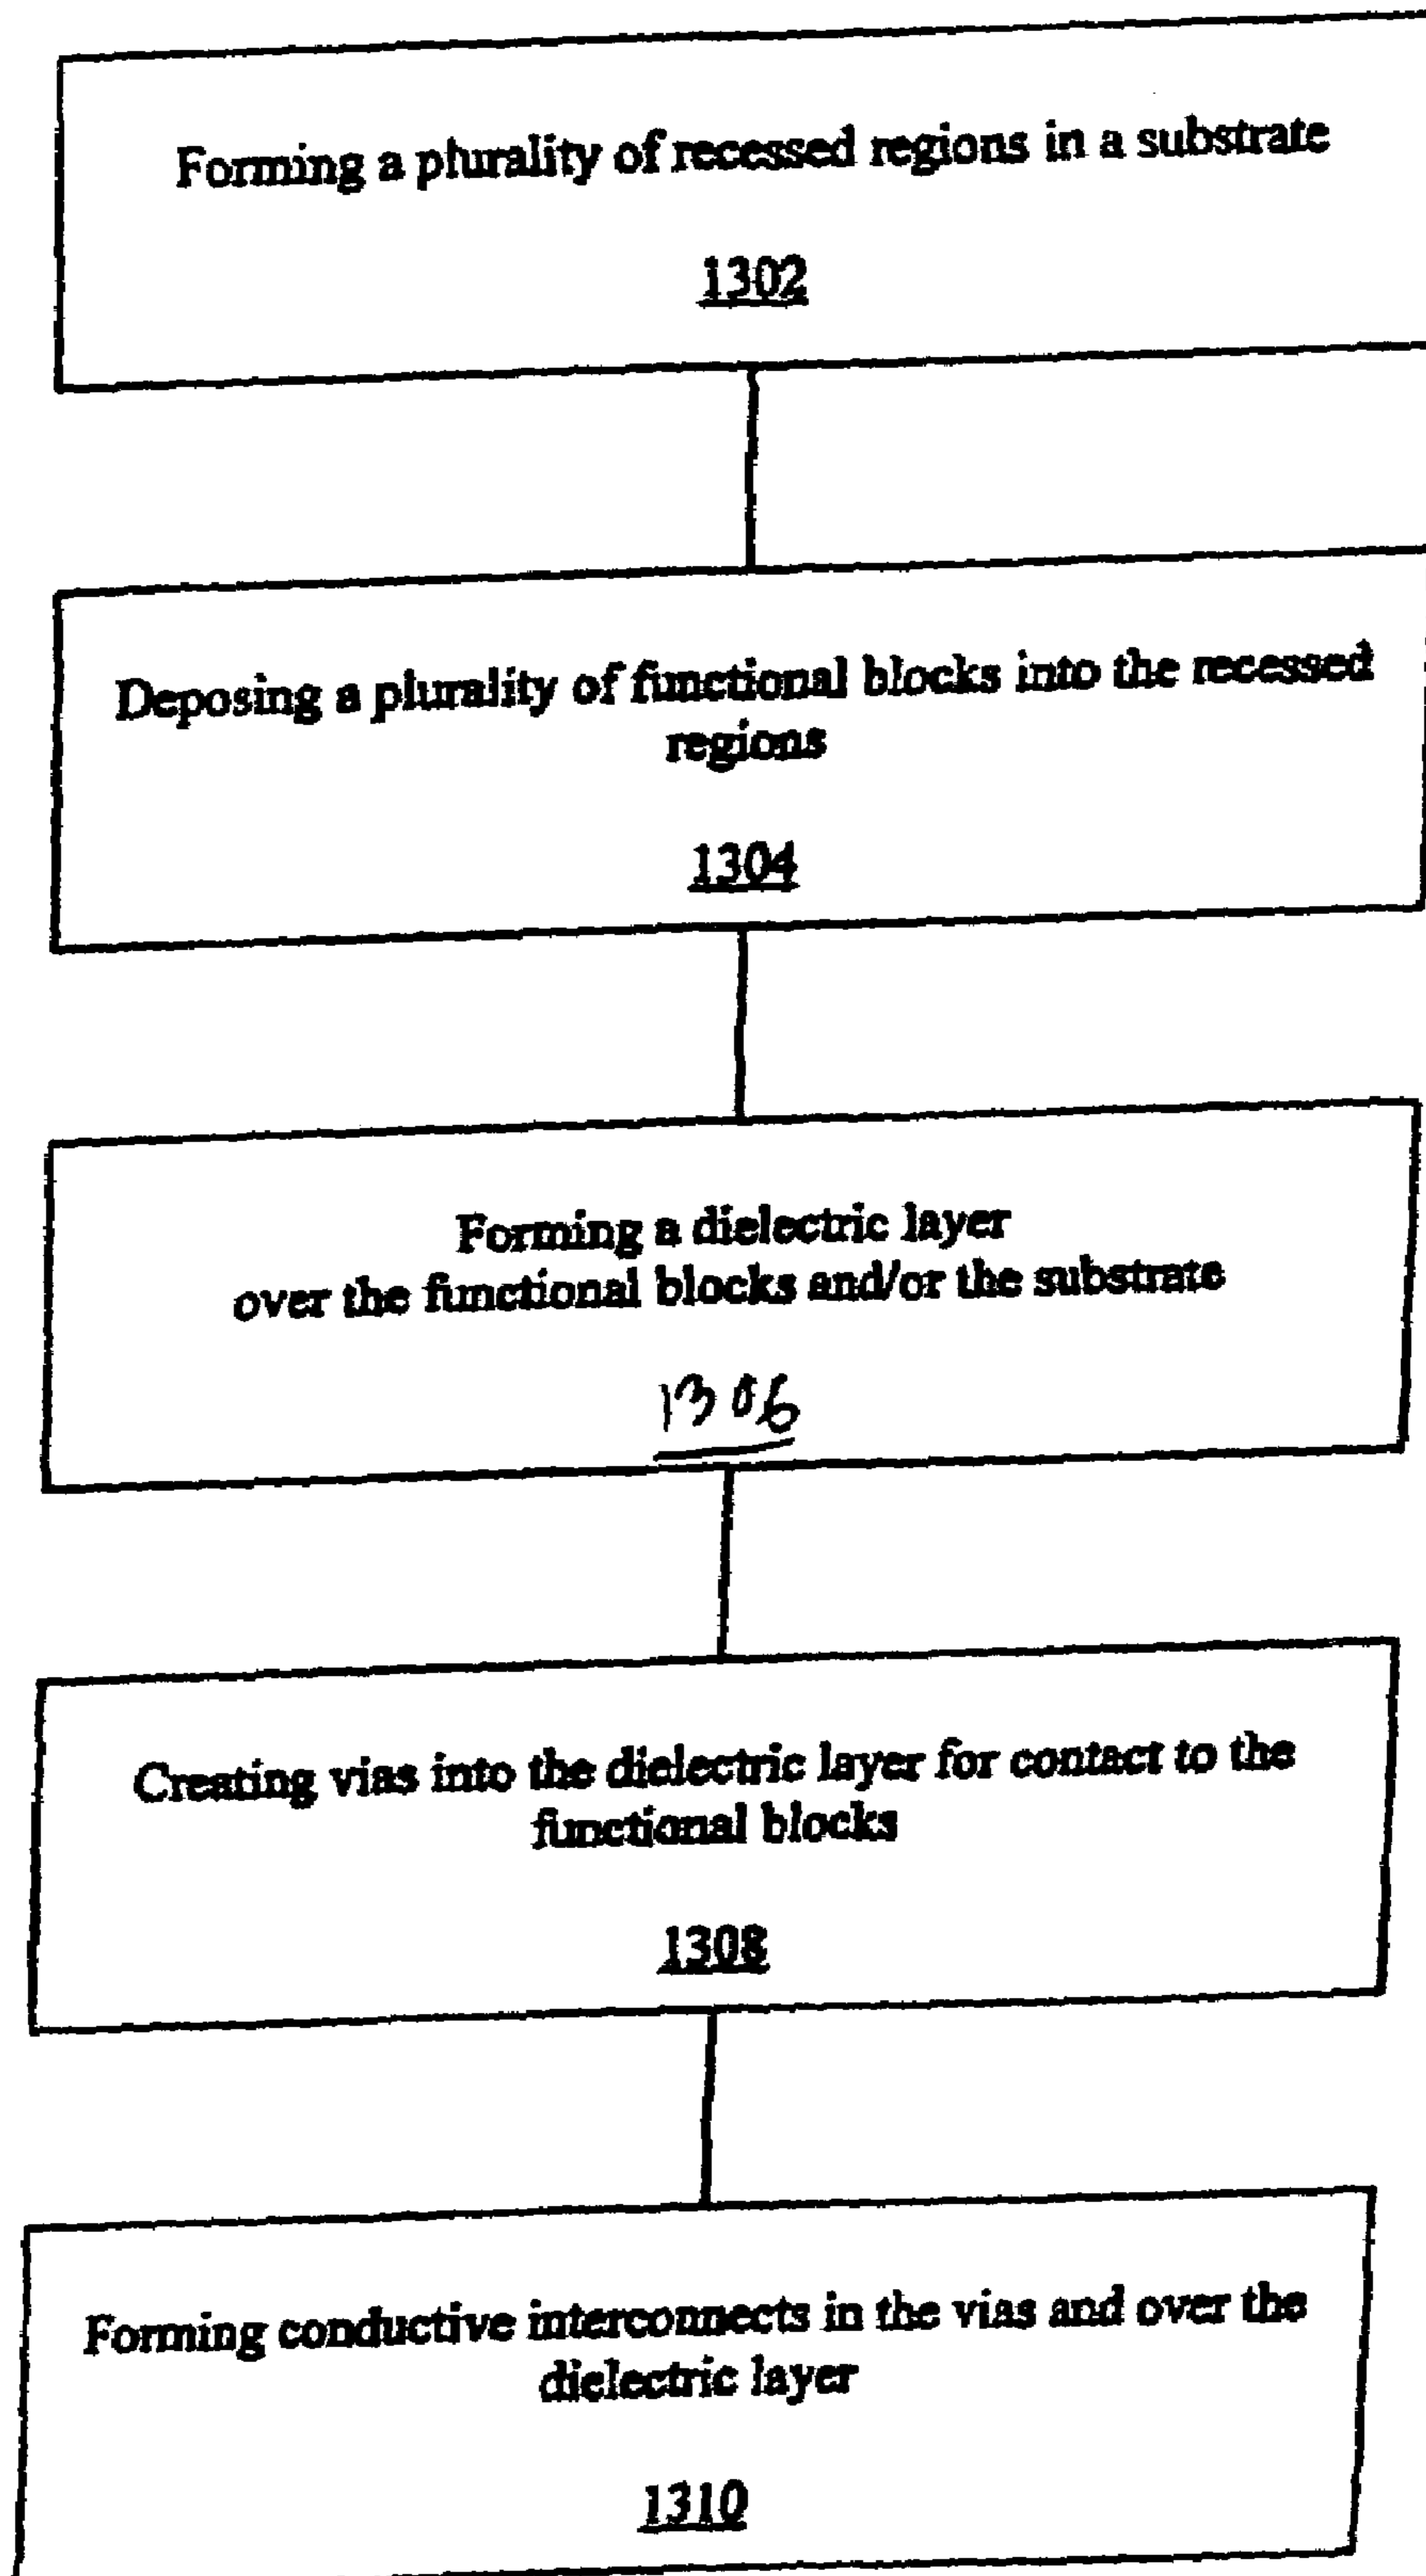 Forming a plurality of recessed regions in a substrate
1302
Deposing a plurality of functional blocks into the recessed
regions
1304
Forming a dielectric layer
over the functional blocks and/or the substrate
1306
Creating vias into the dielectric layer for contact to the
functional blocks
1308
Forming conductive interconnects in the vias and over the
dielectric layer
1310